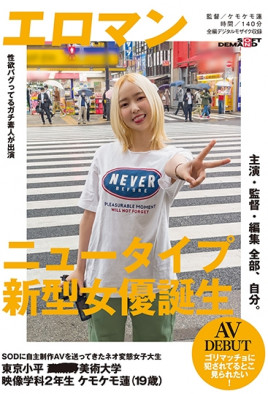 エロマン
監督／ケモケモ蓮
時間／140分
全編デジタルモザイク収録
SOFT ON DEMAND
性欲バグってるガチ素人が出演
NEVER
BEFORE
PLEASURABLE MOMENT
WILL NOT FORGET
主演・監督・編集 全部、自分。
ニュータイプ
新型女優誕生
SODに自主制作AVを送ってきたネオ変態女子大生
東京小平 美術大学
映像学科2年生 ケモケモ蓮(19歳)
AV
DEBUT
ゴリマッチョに
犯されてるとこ
見られたい!